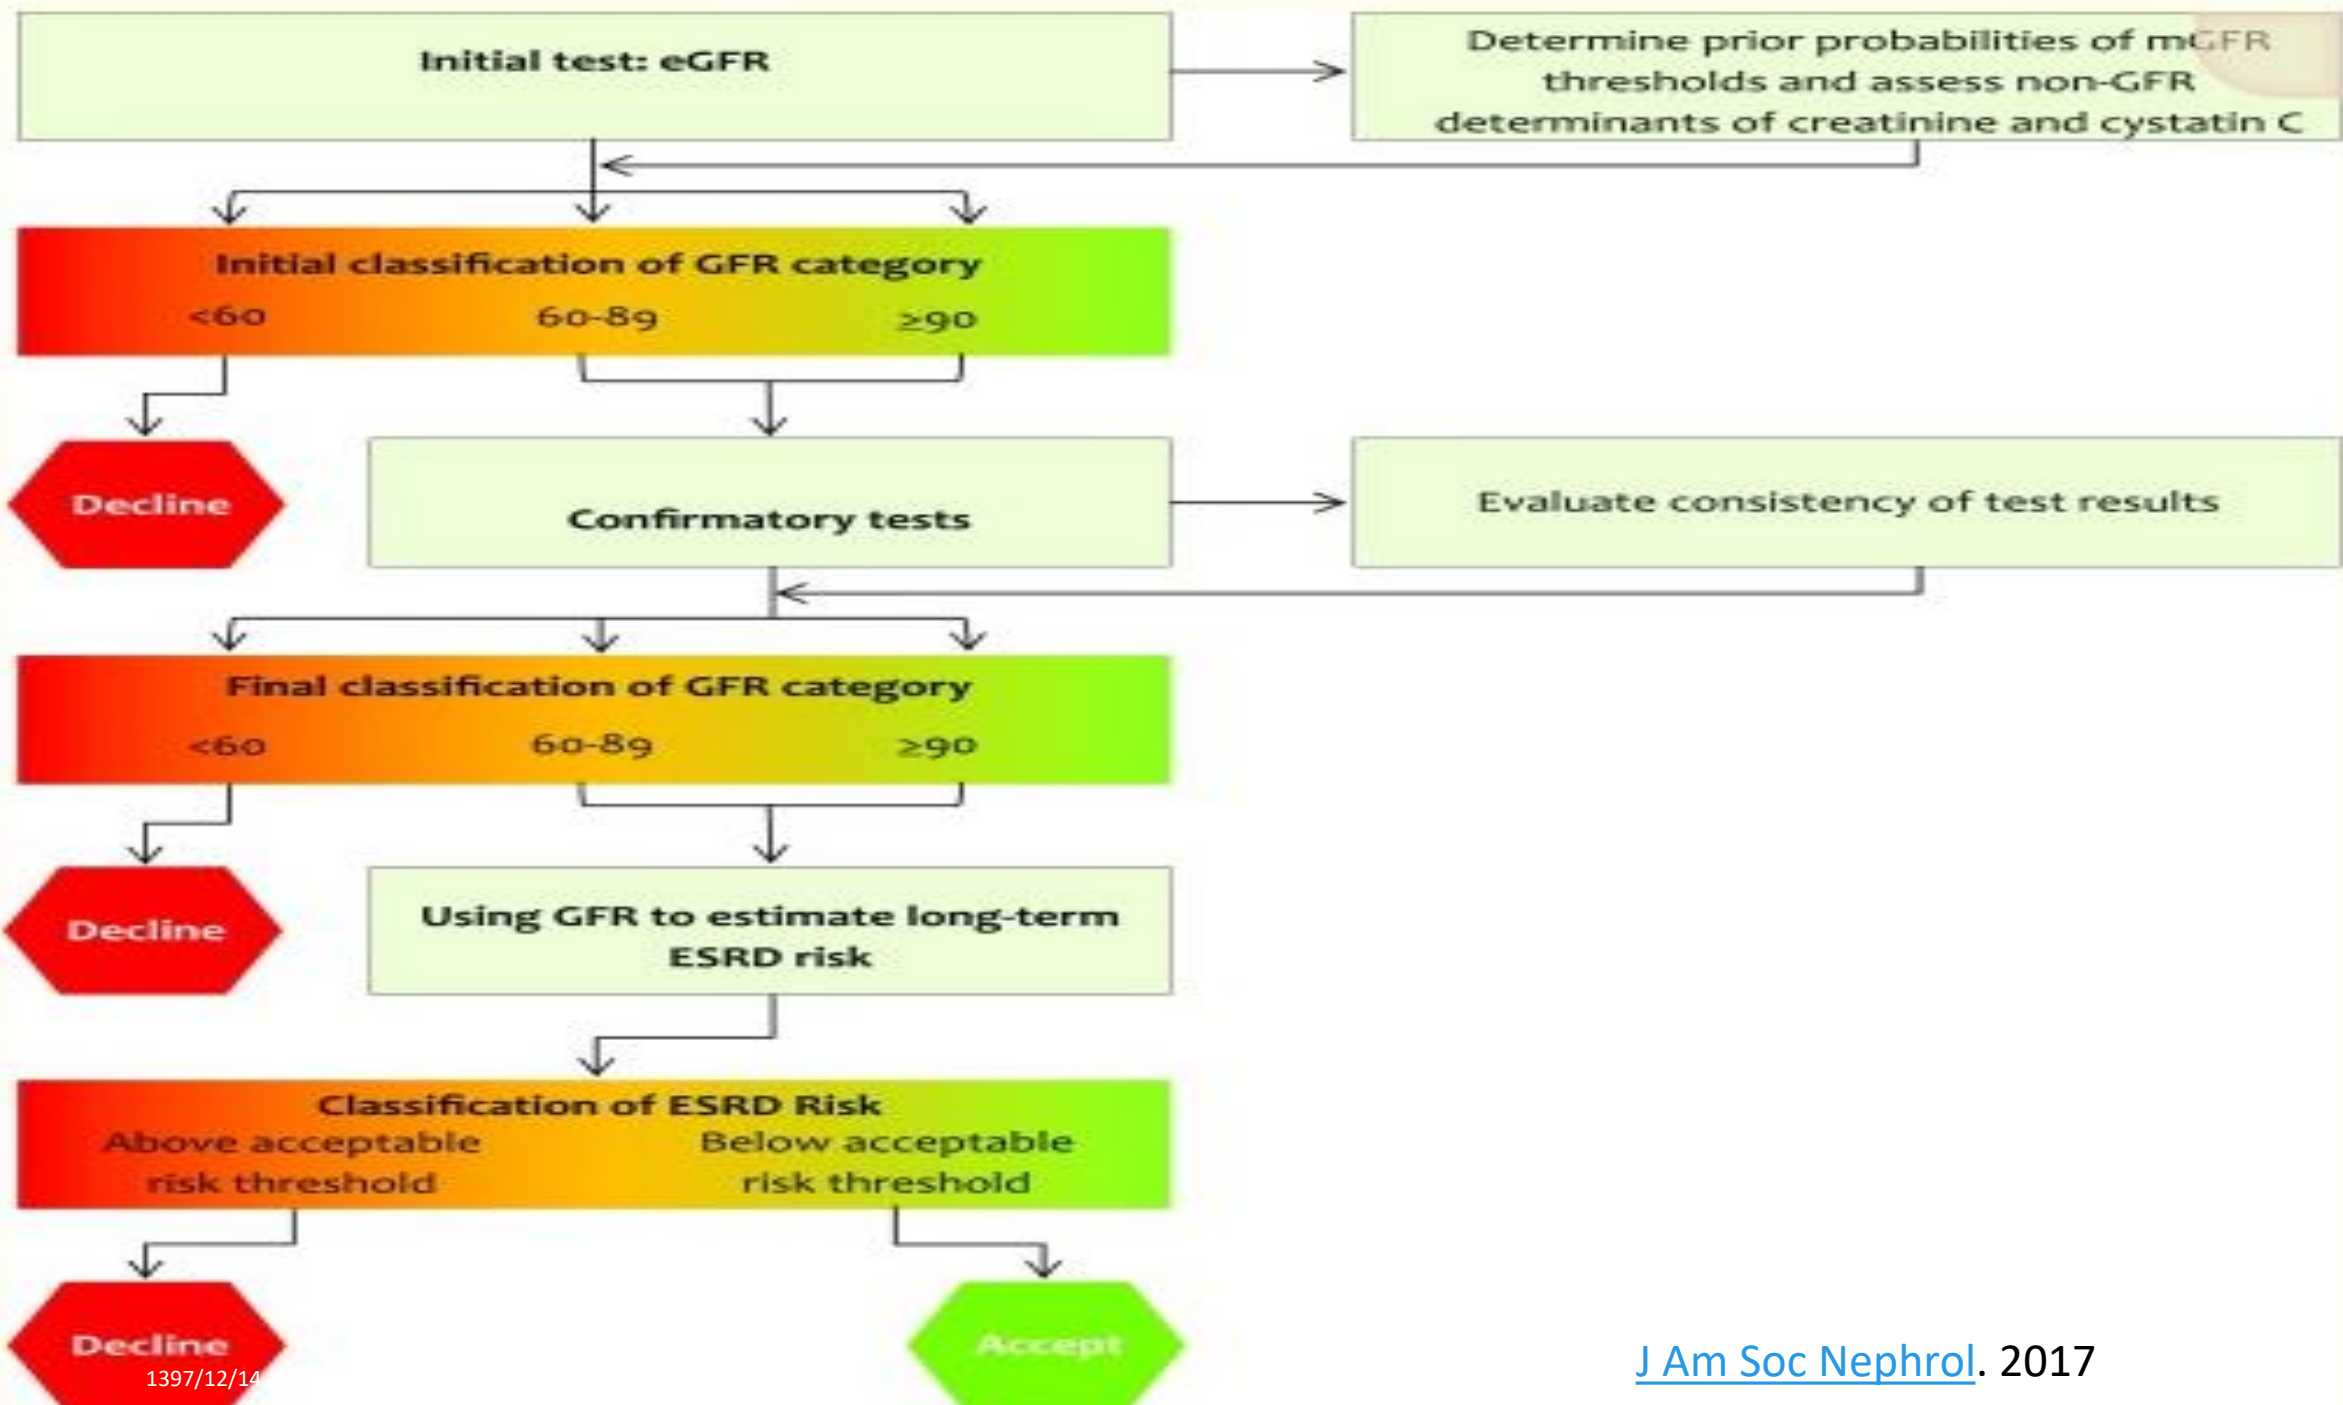 Initial test: eGFR
Determine prior probabilities of mGFR
thresholds and assess non-GFR
determinants of creatinine and cystatin C
Initial classification of GFR category
<60 60-89 ≥90
Decline
Confirmatory tests
Evaluate consistency of test results
Final classification of GFR category
<60 60-89 ≥90
Decline
Using GFR to estimate long-term
ESRD risk
Classification of ESRD Risk
Above acceptable
risk threshold
Below acceptable
risk threshold
Decline
Accept
1397/12/14
J Am Soc Nephrol. 2017